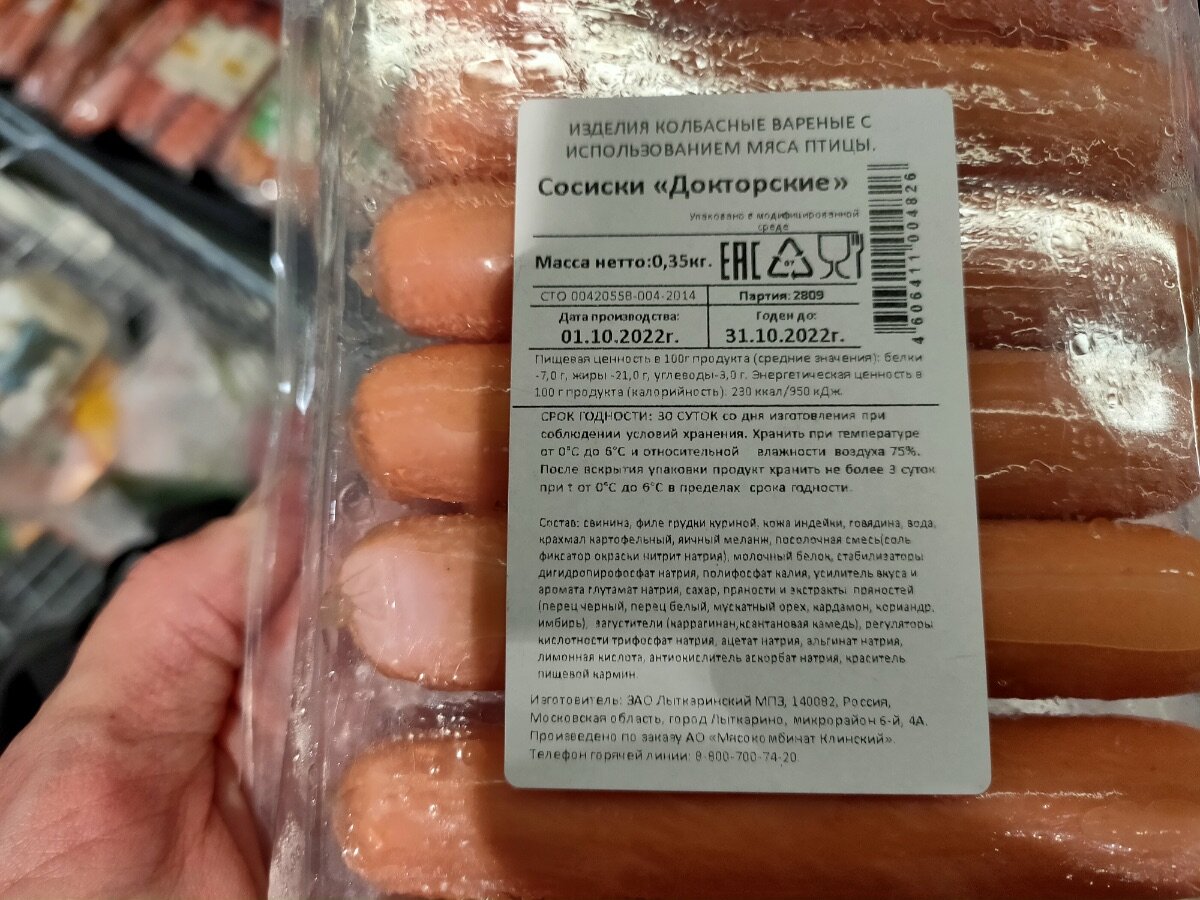 ИЗДЕЛИЯ КОЛБАСНЫЕ ВАРЕНЫЕ С
ИСПОЛЬЗОВАНИЕМ МЯСА ПТИЦЫ.
Сосиски «Докторские»
Упаковано в модифицированной
среде
Масса нетто:0,35кг.
EAC
07
СТО 00420558-004-2014
Партия: 2809
Дата производства:
Годен до:
01.10.2022г.
31.10.2022г.
4606411004826
Пищевая ценность в 100г продукта (средние значения): белки
-7,0 г, жиры -21,0 г, углеводы-3,0 г. Энергетическая ценность в
100 г продукта (калорийность): 230 ккал/950 кДж.
СРОК ГОДНОСТИ: 30 СУТОК со дня изготовления при
соблюдении условий хранения. Хранить при температуре
от 0°С до 6°С и относительной влажности воздуха 75%.
После вскрытия упаковки продукт хранить не более 3 суток
при t от 0°С до 6°С в пределах срока годности.
Состав: свинина, филе грудки куриной, кожа индейки, говядина, вода,
крахмал картофельный, яичный меланж, посолочная смесь(соль
фиксатор окраски нитрит натрия), молочный белок, стабилизаторы
дигидропирофосфат натрия, полифосфат калия, усилитель вкуса и
аромата глутамат натрия, сахар, пряности и экстракты пряностей
(перец черный, перец белый, мускатный орех, кардамон, кориандр,
имбирь), загустители (каррагинан,ксантановая камедь), регуляторы
кислотности трифосфат натрия, ацетат натрия, альгинат натрия,
лимонная кислота, антиокислитель аскорбат натрия, краситель
пищевой кармин.
Изготовитель: ЗАО Лыткаринский МПЗ, 140082, Россия,
Московская область, город Лыткарино, микрорайон 6-й, 4А.
Произведено по заказу АО «Мясокомбинат Клинский».
Телефон горячей линии: 8-800-700-74-20.